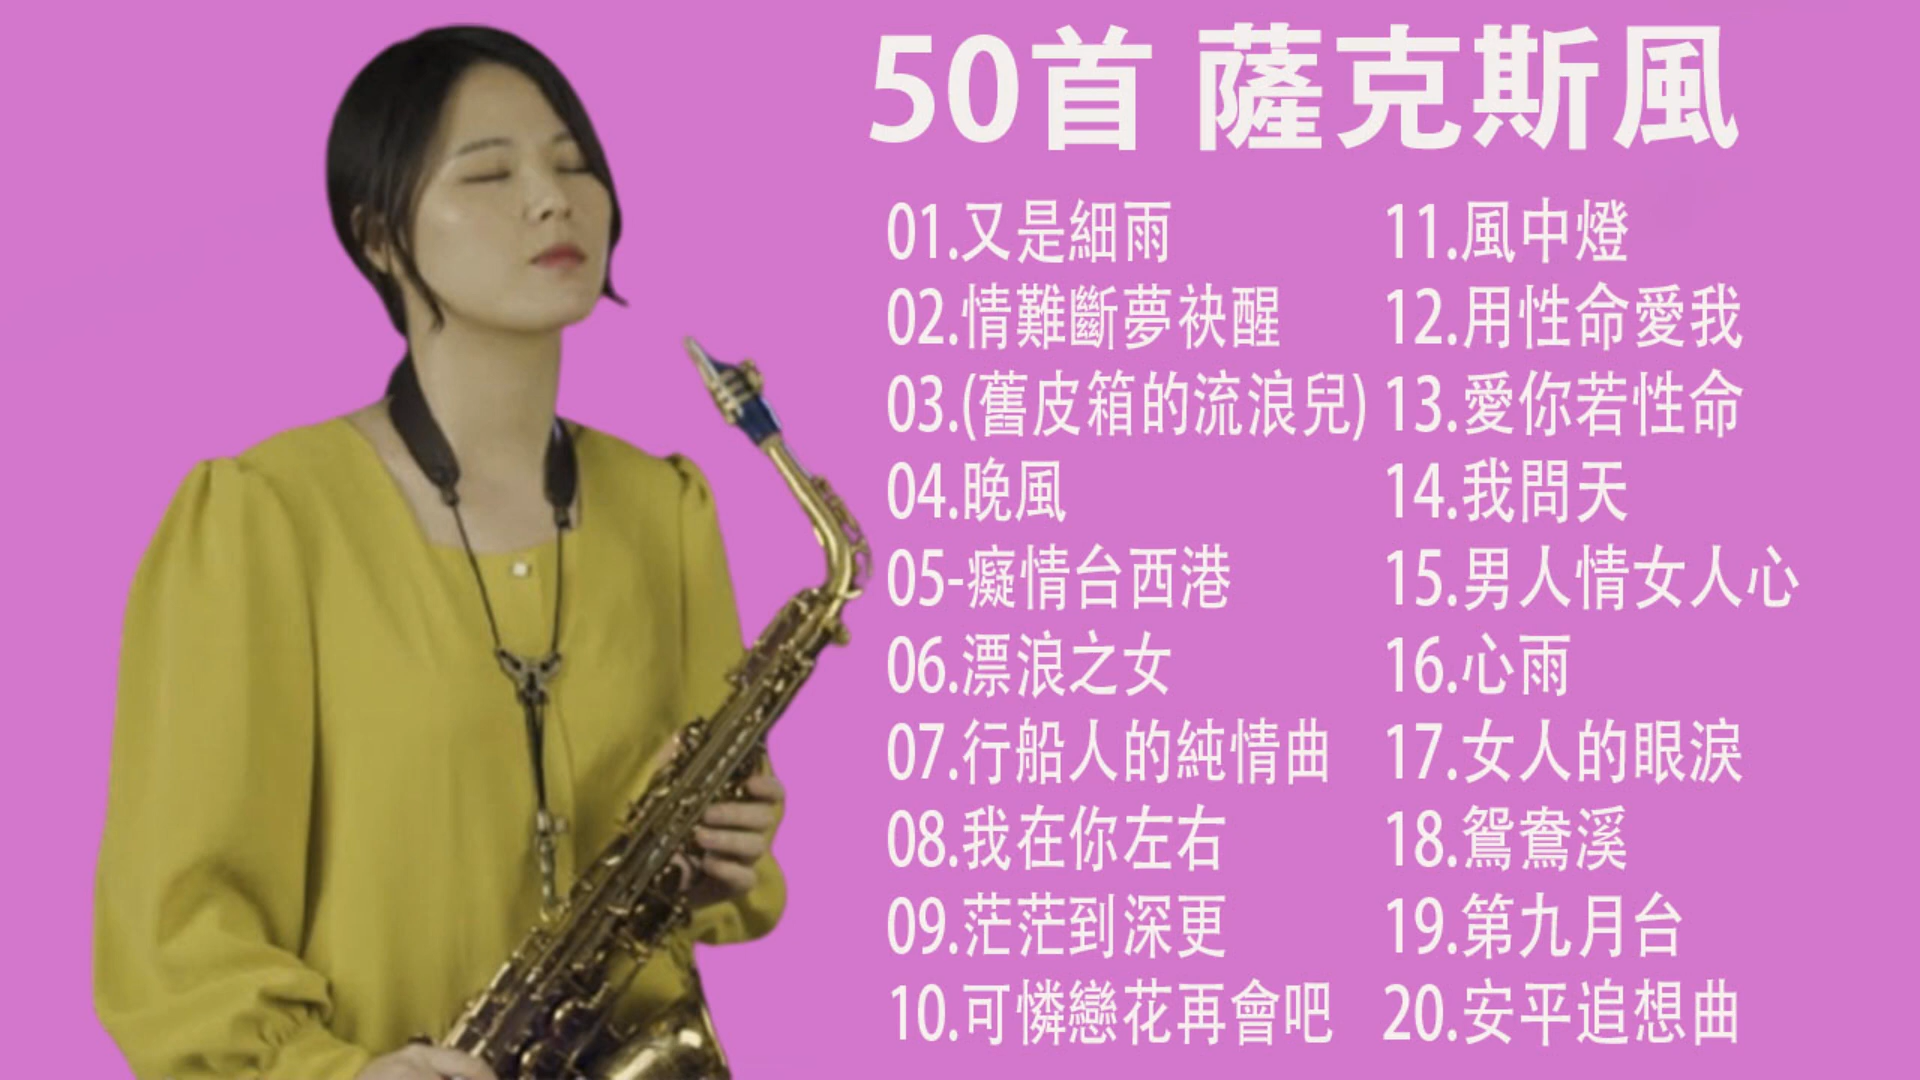 50首 薩克斯風
01.又是細雨
02.情難斷夢袂醒
03.(舊皮箱的流浪兒)
04.晚風
05-癡情台西港
06.漂浪之女
07.行船人的純情曲
08.我在你左右
09.茫茫到深更
10.可憐戀花再會吧
11.風中燈
12.用性命愛我
13.愛你若性命
14.我問天
15.男人情女人心
16.心雨
17.女人的眼淚
18.鴛鴦溪
19.第九月台
20.安平追想曲